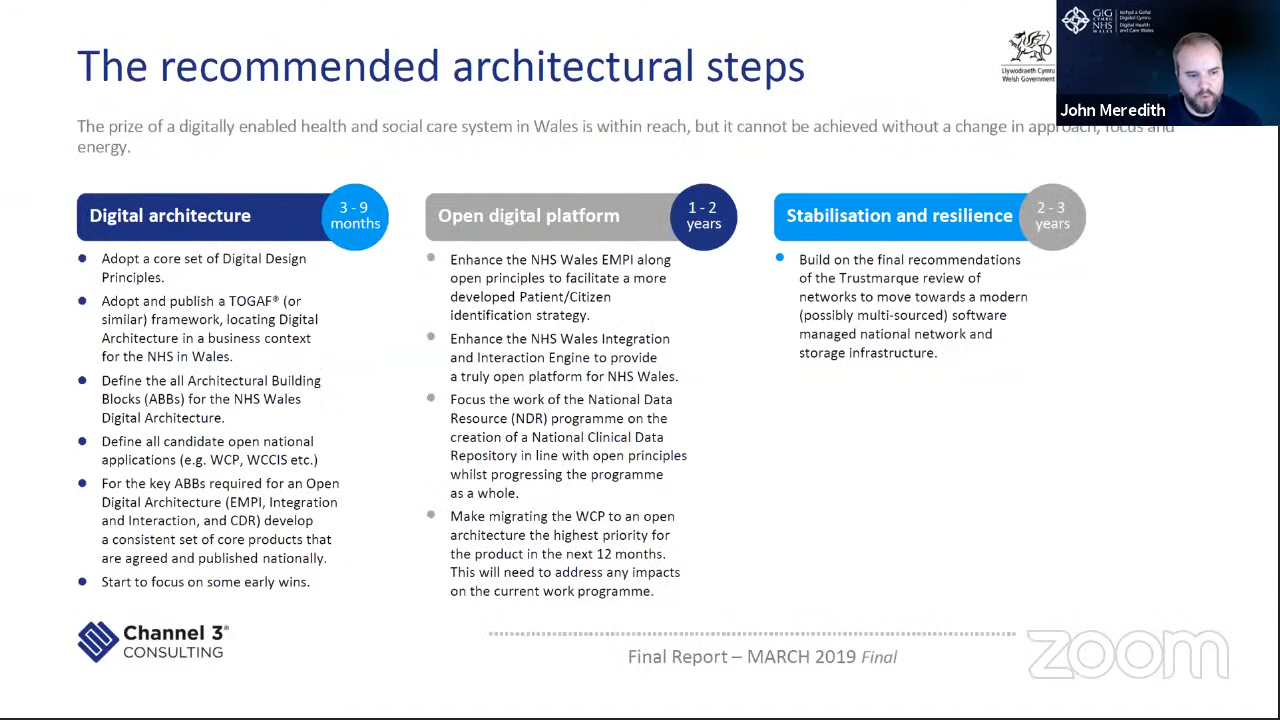 The recommended architectural steps
Llywodraeth Cymru
Welsh Government
GIG
CYMRU
NHS
WALES
Iechyd a Gofal
Digidol Cymru
Digital Health
and Care Wales
John Meredith
The prize of a digitally enabled health and social care system in Wales is within reach, but it cannot be achieved without a change in approach, focus and
energy.
Digital architecture
3 - 9
months
Adopt a core set of Digital Design
Principles.
Adopt and publish a TOGAF® (or
similar) framework, locating Digital
Architecture in a business context
for the NHS in Wales.
Define the all Architectural Building
Blocks (ABBs) for the NHS Wales
Digital Architecture.
Define all candidate open national
applications (e.g. WCP, WCCIS etc.)
For the key ABBs required for an Open
Digital Architecture (EMPI, Integration
and Interaction, and CDR) develop
a consistent set of core products that
are agreed and published nationally.
Start to focus on some early wins.
Open digital platform
1 - 2
years
Enhance the NHS Wales EMPI along
open principles to facilitate a more
developed Patient/Citizen
identification strategy.
Enhance the NHS Wales Integration
and Interaction Engine to provide
a truly open platform for NHS Wales.
Focus the work of the National Data
Resource (NDR) programme on the
creation of a National Clinical Data
Repository in line with open principles
whilst progressing the programme
as a whole.
Make migrating the WCP to an open
architecture the highest priority for
the product in the next 12 months.
This will need to address any impacts
on the current work programme.
Stabilisation and resilience
2 - 3
years
Build on the final recommendations
of the Trustmarque review of
networks to move towards a modern
(possibly multi-sourced) software
managed national network and
storage infrastructure.
Channel 3®
CONSULTING
Final Report – MARCH 2019 Final
zoom